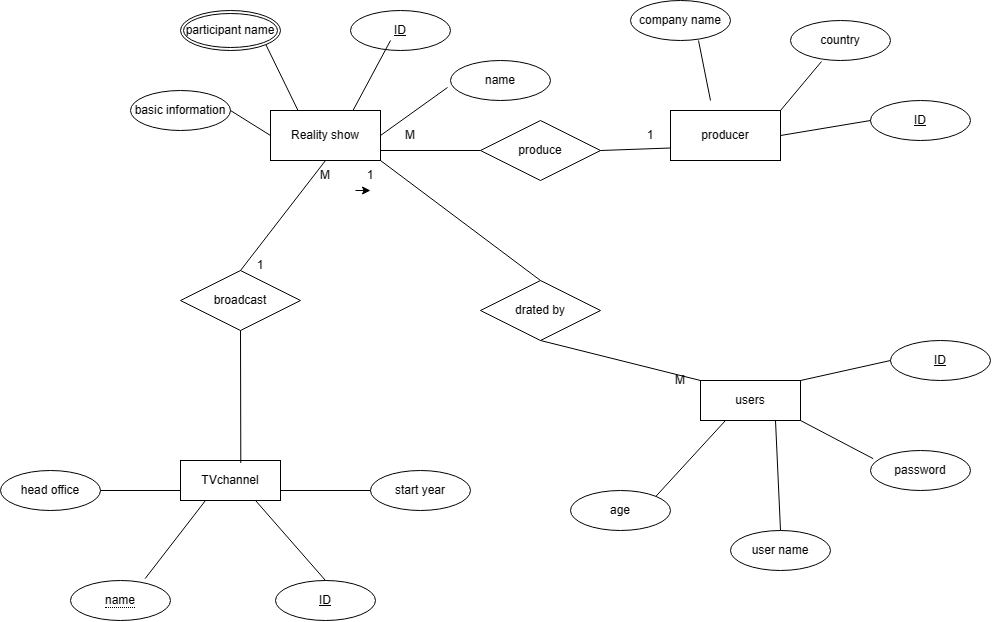 participant name
ID
company name
country
name
basic information
ID
Reality show
M
produce
1
producer
M
1
1
broadcast
drated by
ID
M
users
password
TVchannel
head office
start year
age
user name
name
ID